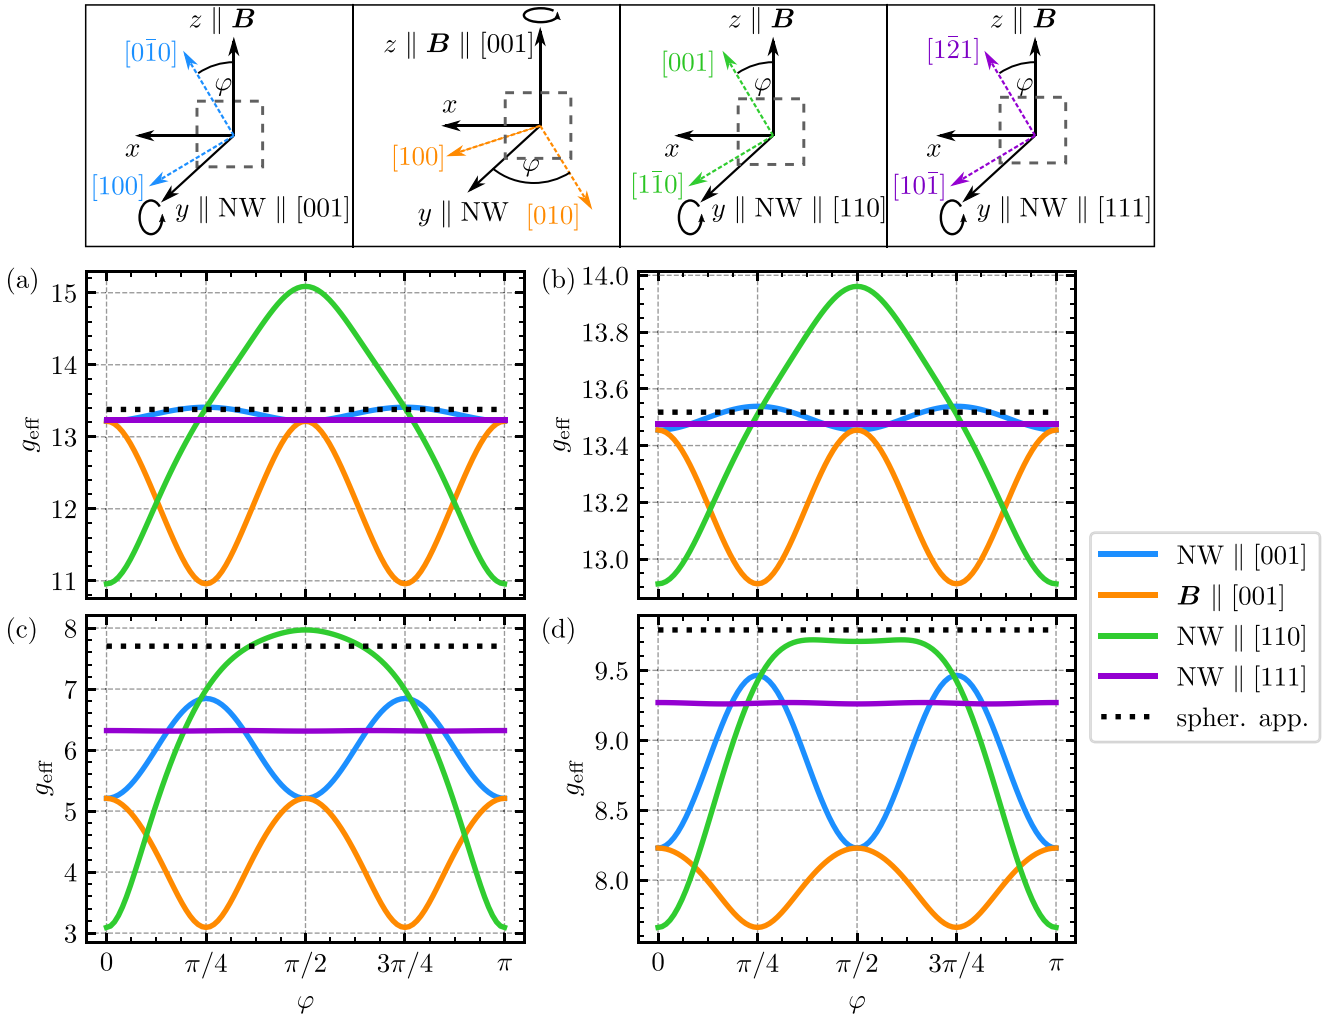 z ∥ B
[01̄0]
φ
x
[100]
y ∥ NW ∥ [001]
z ∥ B ∥ [001]
x
[100]
φ
y ∥ NW
[010]
z ∥ B
[001]
φ
x
[11̄0]
y ∥ NW ∥ [110]
z ∥ B
[12̄1]
φ
x
[101̄]
y ∥ NW ∥ [111]
(a)
15
14
13
12
11
g_eff
(b)
14.0
13.8
13.6
13.4
13.2
13.0
g_eff
(c)
8
7
6
5
4
3
g_eff
0 π/4 π/2 3π/4 π
φ
(d)
9.5
9.0
8.5
8.0
g_eff
0 π/4 π/2 3π/4 π
φ
NW ∥ [001]
B ∥ [001]
NW ∥ [110]
NW ∥ [111]
spher. app.